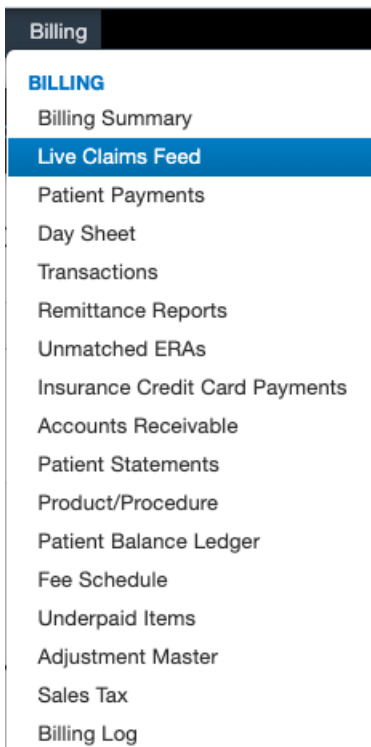 Billing
BILLING
Billing Summary
Live Claims Feed
Patient Payments
Day Sheet
Transactions
Remittance Reports
Unmatched ERAs
Insurance Credit Card Payments
Accounts Receivable
Patient Statements
Product/Procedure
Patient Balance Ledger
Fee Schedule
Underpaid Items
Adjustment Master
Sales Tax
Billing Log